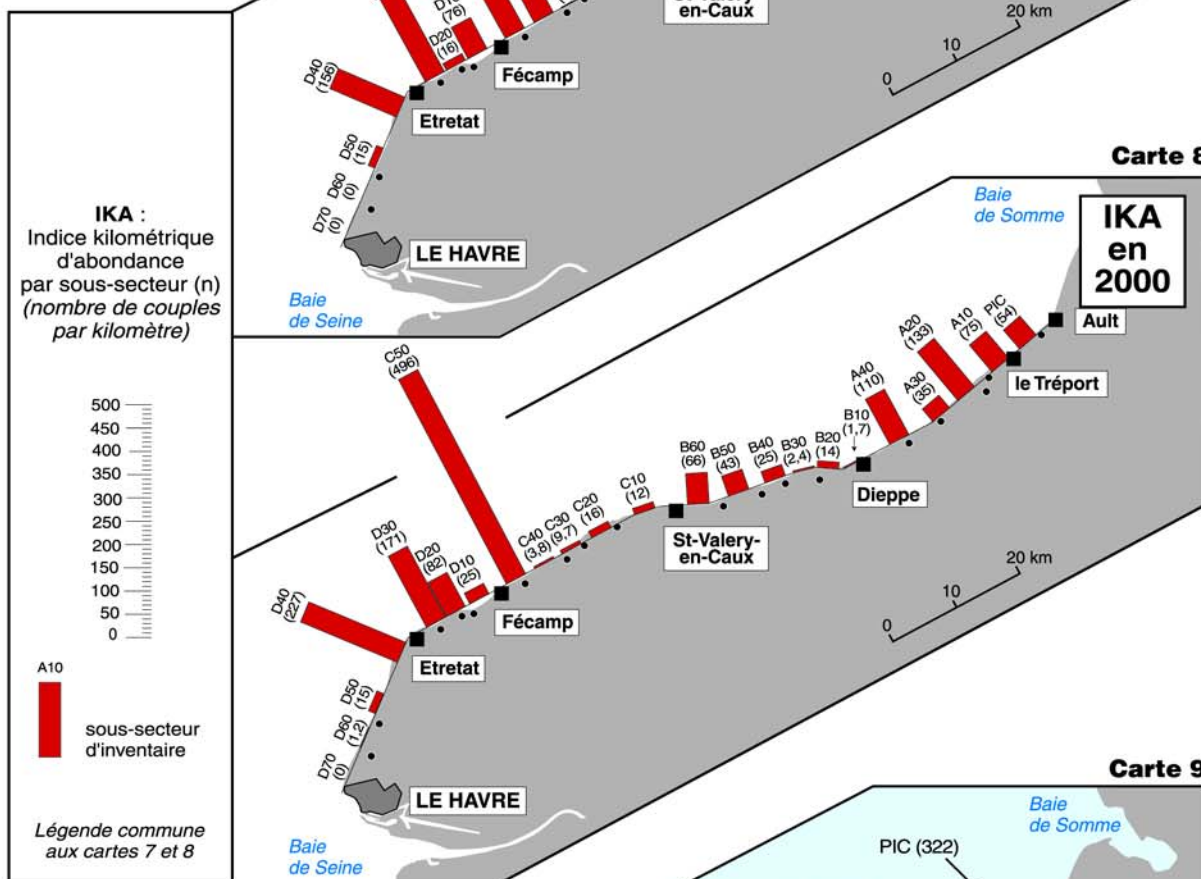 IKA :
Indice kilométrique
d'abondance
par sous-secteur (n)
(nombre de couples
par kilomètre)
500
450
400
350
300
250
200
150
100
50
0
A10
sous-secteur
d'inventaire
Légende commune
aux cartes 7 et 8
(76)
D20
(16)
en-Caux
Fécamp
D40
(156)
Etretat
D50
(15)
D60
(0)
D70
(0)
LE HAVRE
Baie
de Seine
0
10
20 km
Carte 8
Baie
de Somme
IKA
en
2000
Ault
PIC
(54)
A10
(75)
le Tréport
A20
(133)
A30
(35)
A40
(110)
B10
(1,7)
Dieppe
B20
(14)
B30
(2,4)
B40
(25)
B50
(43)
B60
(66)
St-Valery-
en-Caux
C10
(12)
C20
(16)
C30
(9,7)
C40
(3,8)
C50
(496)
Fécamp
D10
(25)
D20
(82)
D30
(171)
D40
(227)
Etretat
D50
(15)
D60
(1,2)
D70
(0)
LE HAVRE
Baie
de Seine
0
10
20 km
Carte 9
Baie
de Somme
PIC (322)